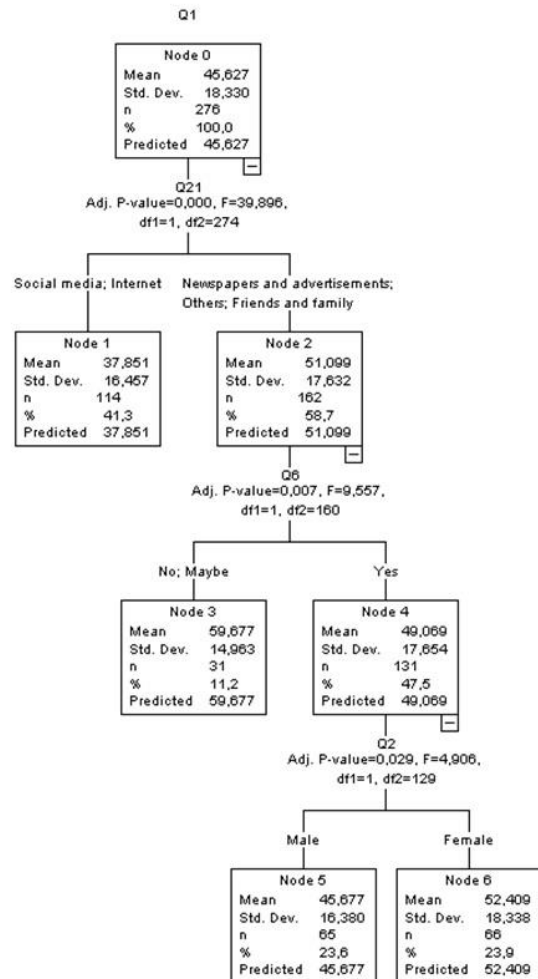 Q1
Node 0
Mean 45,627
Std. Dev. 18,330
n 276
% 100,0
Predicted 45,627
Q21
Adj. P-value=0,000, F=39,896,
df1=1, df2=274
Social media; Internet
Newspapers and advertisements;
Others; Friends and family
Node 1
Mean 37,851
Std. Dev. 16,457
n 114
% 41,3
Predicted 37,851
Node 2
Mean 51,099
Std. Dev. 17,632
n 162
% 58,7
Predicted 51,099
Q6
Adj. P-value=0,007, F=9,557,
df1=1, df2=160
No; Maybe
Yes
Node 3
Mean 59,677
Std. Dev. 14,963
n 31
% 11,2
Predicted 59,677
Node 4
Mean 49,069
Std. Dev. 17,654
n 131
% 47,5
Predicted 49,069
Q2
Adj. P-value=0,029, F=4,906,
df1=1, df2=129
Male
Female
Node 5
Mean 45,677
Std. Dev. 16,380
n 65
% 23,6
Predicted 45,677
Node 6
Mean 52,409
Std. Dev. 18,338
n 66
% 23,9
Predicted 52,409